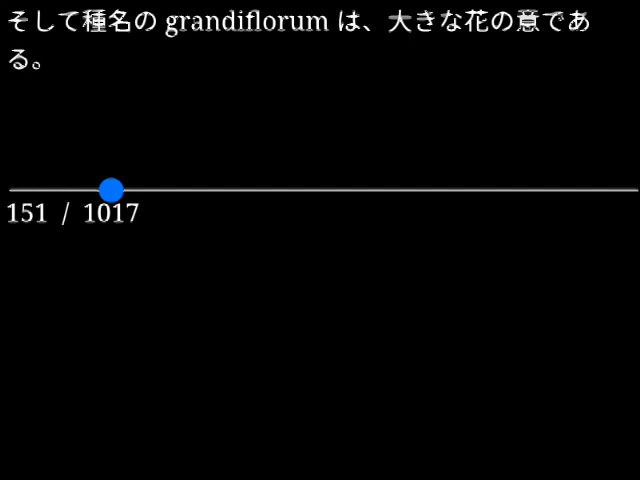 そして種名の grandiflorum は、大きな花の意であ
る。
151 / 1017